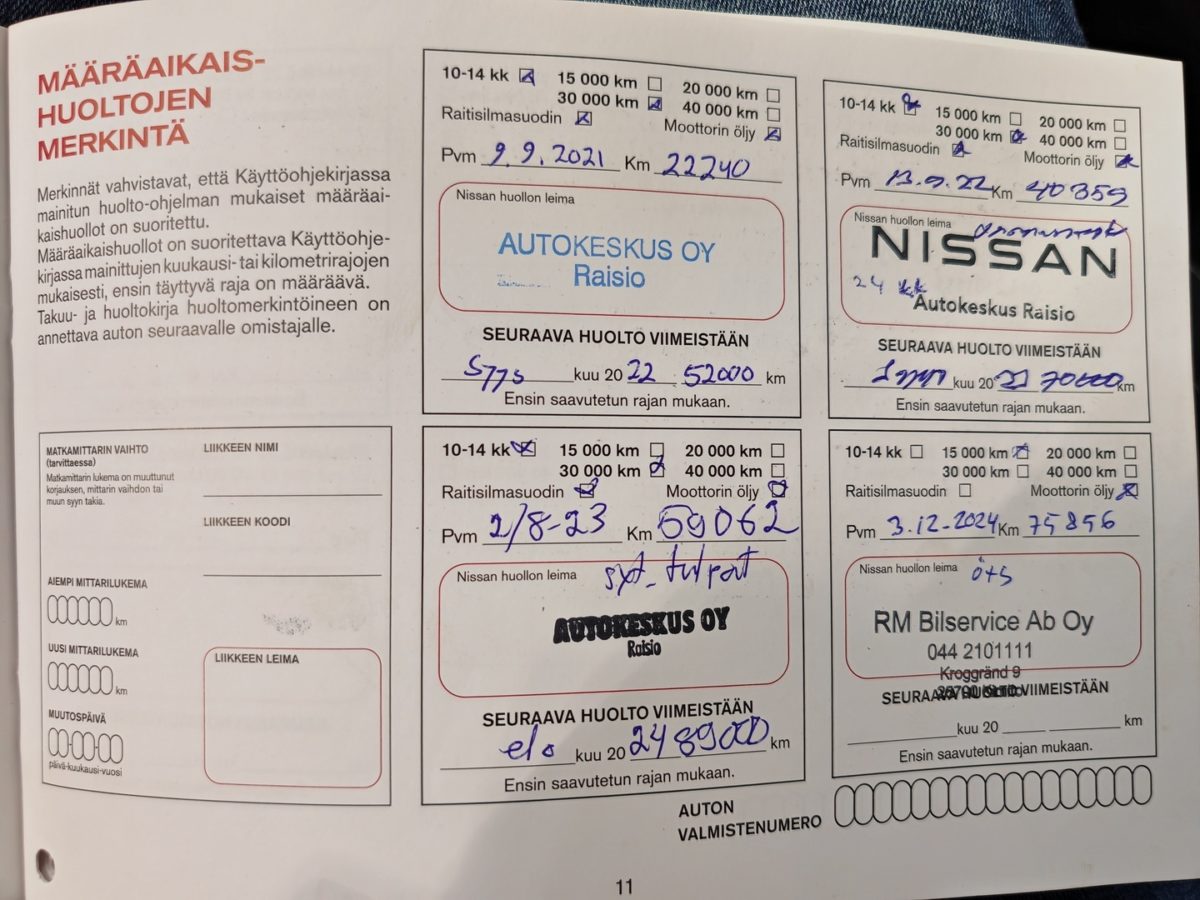 MÄÄRÄAIKAIS-
HUOLTOJEN
MERKINTÄ
Merkinnät vahvistavat, että Käyttöohjekirjassa
mainitun huolto-ohjelman mukaiset määräai-
kaishuollot on suoritettu.
Määräaikaishuollot on suoritettava Käyttöohje-
kirjassa mainittujen kuukausi- tai kilometrirajojen
mukaisesti, ensin täyttyvä raja on määräävä.
Takuu- ja huoltokirja huoltomerkintöineen on
annettava auton seuraavalle omistajalle.
10-14 kk 15 000 km 20 000 km
30 000 km 40 000 km
Raitisilmasuodin Moottorin öljy
Pvm 9.9.2021 Km 22240
Nissan huollon leima
AUTOKESKUS OY
Raisio
SEURAAVA HUOLTO VIIMEISTÄÄN
syys kuu 20 22 52000 km
Ensin saavutetun rajan mukaan.
10-14 kk 15 000 km 20 000 km
30 000 km 40 000 km
Raitisilmasuodin Moottorin öljy
Pvm 13.9.22 Km 40359
Nissan huollon leima
NISSAN
24 kk
Autokeskus Raisio
SEURAAVA HUOLTO VIIMEISTÄÄN
kuu 20 70000 km
Ensin saavutetun rajan mukaan.
MATKAMITTARIN VAIHTO
(tarvittaessa)
Matkamittarin lukema on muuttunut
korjauksen, mittarin vaihdon tai
muun syyn takia.
AIEMPI MITTARILUKEMA
km
UUSI MITTARILUKEMA
km
MUUTOSPÄIVÄ
päivä-kuukausi-vuosi
LIIKKEEN NIMI
LIIKKEEN KOODI
LIIKKEEN LEIMA
10-14 kk 15 000 km 20 000 km
30 000 km 40 000 km
Raitisilmasuodin Moottorin öljy
Pvm 2/8-23 Km 59062
Nissan huollon leima syt. tulpat
AUTOKESKUS OY
Raisio
SEURAAVA HUOLTO VIIMEISTÄÄN
elo kuu 20 24 89000 km
Ensin saavutetun rajan mukaan.
10-14 kk 15 000 km 20 000 km
30 000 km 40 000 km
Raitisilmasuodin Moottorin öljy
Pvm 3.12.2024 Km 75856
Nissan huollon leima ö+s
RM Bilservice Ab Oy
044 2101111
Kroggränd 9
SEURAAVA HUOLTO VIIMEISTÄÄN
kuu 20 km
Ensin saavutetun rajan mukaan.
AUTON
VALMISTENUMERO
11